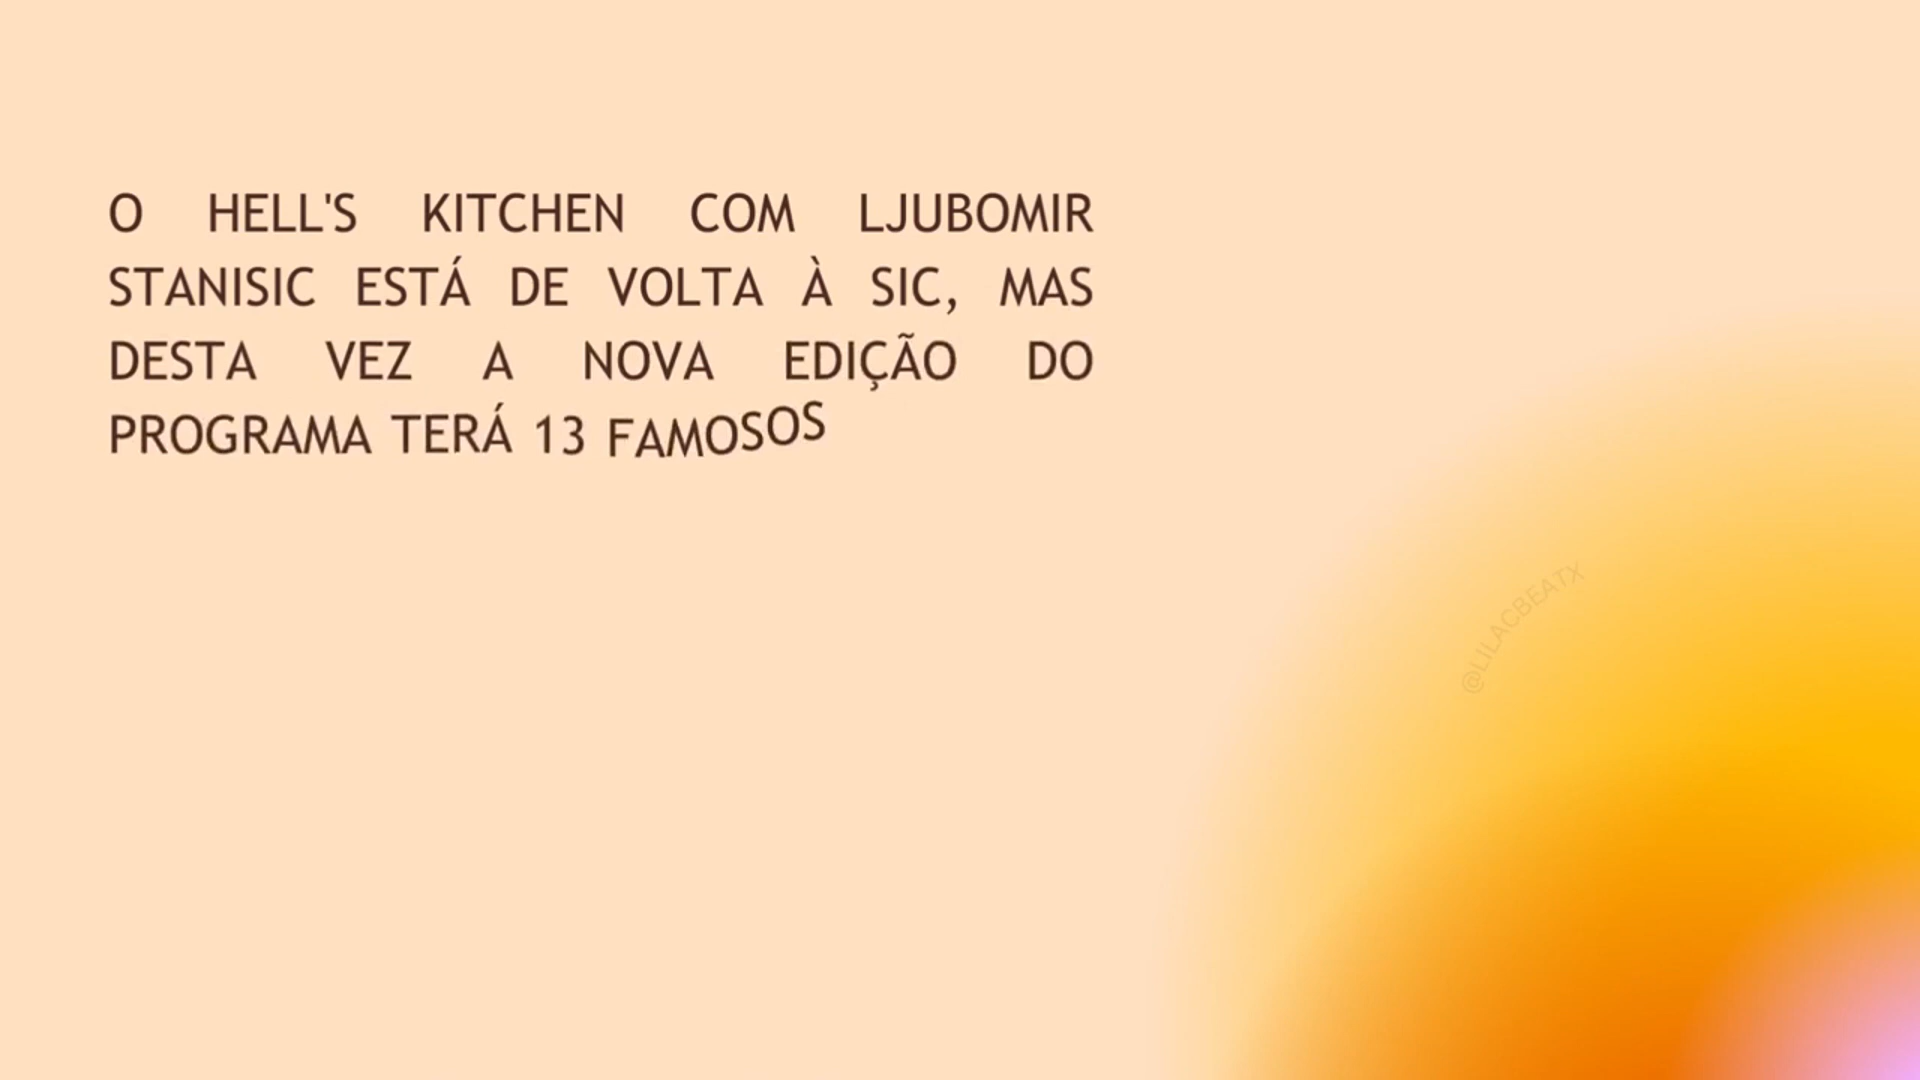 O HELL'S KITCHEN COM LJUBOMIR
STANISIC ESTÁ DE VOLTA À SIC, MAS
DESTA VEZ A NOVA EDIÇÃO DO
PROGRAMA TERÁ 13 FAMOSOS
@LILACBEATX